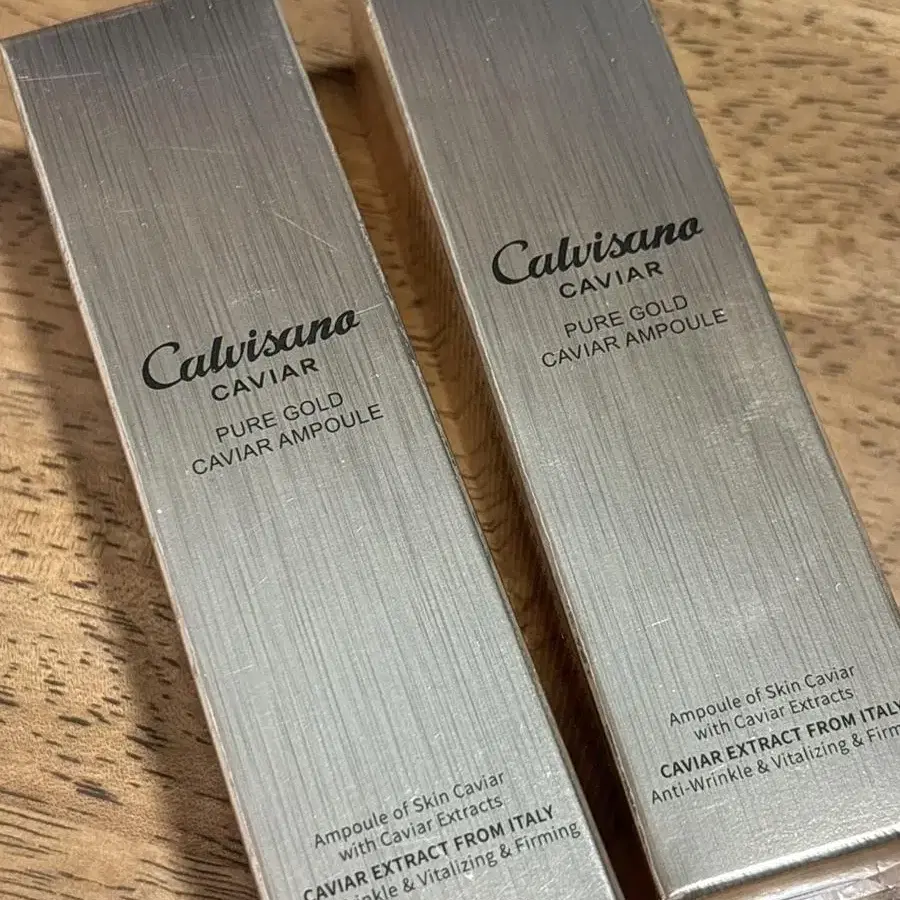 Calvisano
CAVIAR
PURE GOLD
CAVIAR AMPOULE
Ampoule of Skin Caviar
with Caviar Extracts
CAVIAR EXTRACT FROM ITALY
& Vitalizing & Firming
Calvisano
CAVIAR
PURE GOLD
CAVIAR AMPOULE
Ampoule of Skin Caviar
with Caviar Extracts
CAVIAR EXTRACT FROM ITALY
Anti-Wrinkle & Vitalizing &